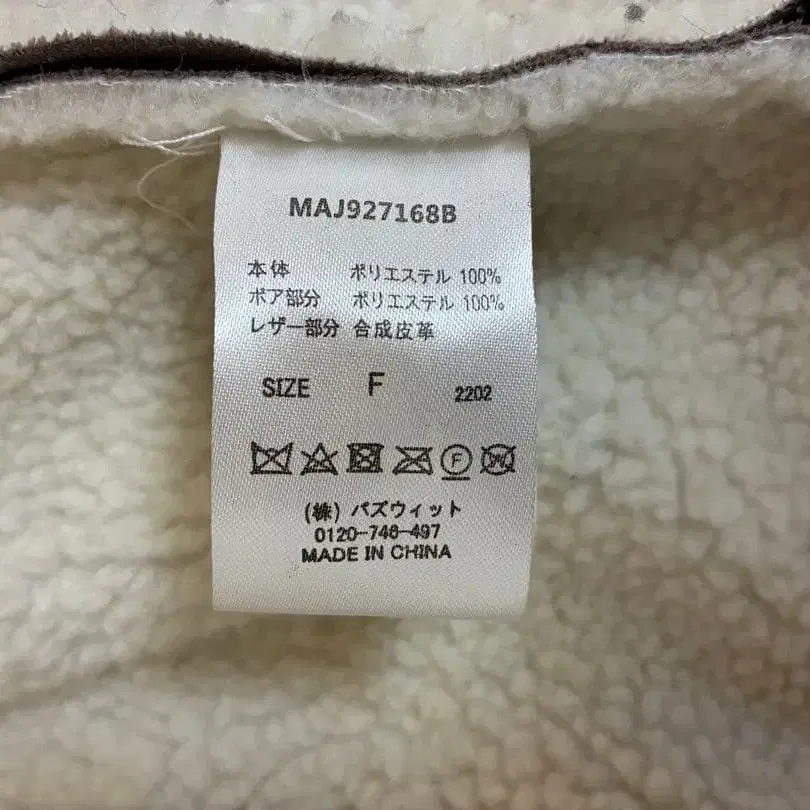 MAJ927168B
本体 ポリエステル 100%
ボア部分 ポリエステル 100%
レザー部分 合成皮革
SIZE F 2202
F W
(株) パズウィット
0120-746-497
MADE IN CHINA